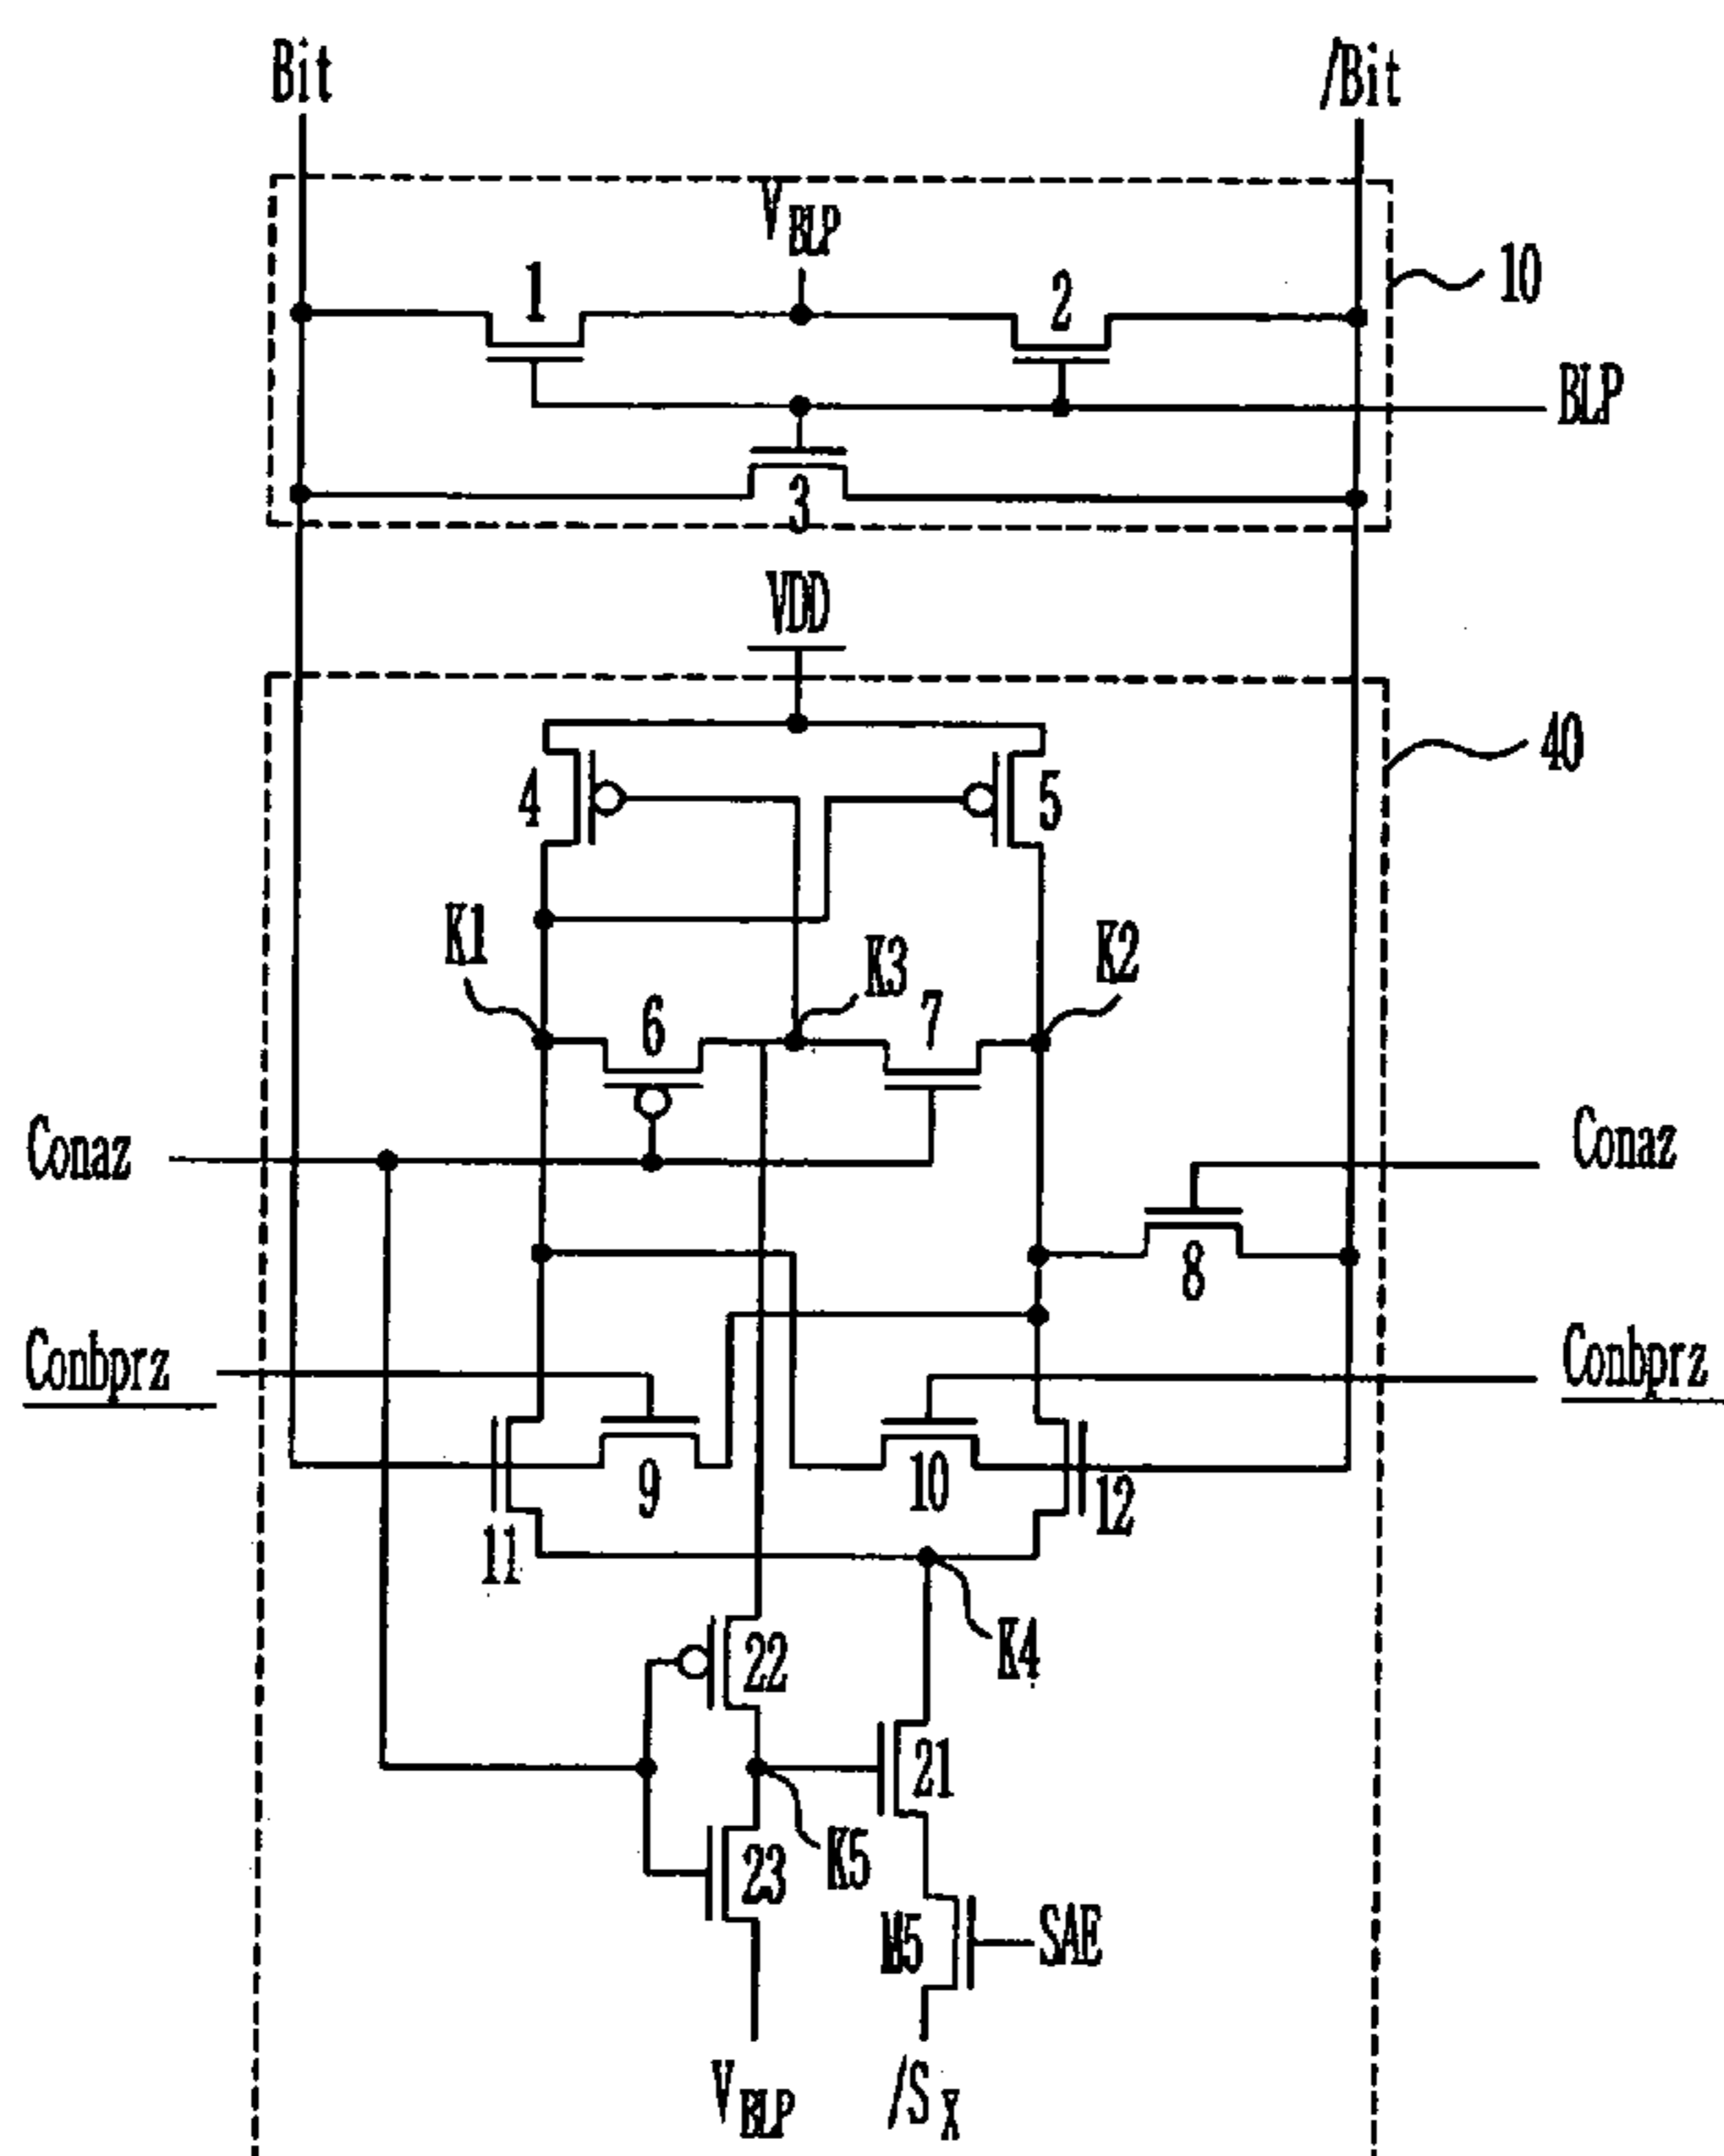 Bit
/Bit
VBLP
1
2
10
BLP
3
VDD
4
5
40
K1
K3
K2
6
7
Conaz
Conaz
8
Conbprz
Conbprz
9
10
12
11
22
K4
21
23
K5
M5
SAE
VBLP
/SX